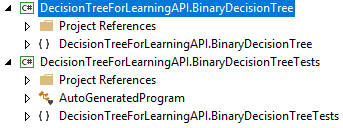 C# DecisionTreeForLearningAPI.BinaryDecisionTree
Project References
{ } DecisionTreeForLearningAPI.BinaryDecisionTree
C# DecisionTreeForLearningAPI.BinaryDecisionTreeTests
Project References
AutoGeneratedProgram
{ } DecisionTreeForLearningAPI.BinaryDecisionTreeTests